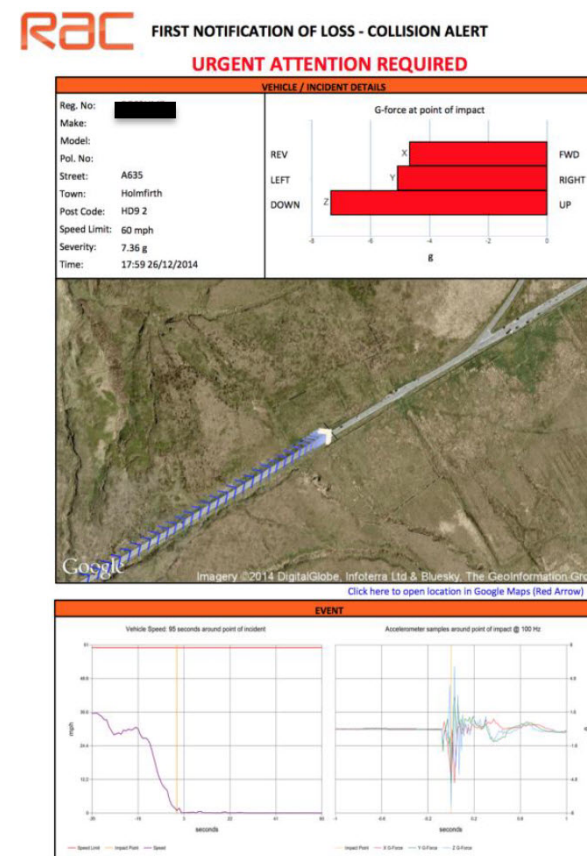 RAC
FIRST NOTIFICATION OF LOSS - COLLISION ALERT
URGENT ATTENTION REQUIRED
VEHICLE / INCIDENT DETAILS
Reg. No:
Make:
Model:
Pol. No:
Street: A635
Town: Holmfirth
Post Code: HD9 2
Speed Limit: 60 mph
Severity: 7.36 g
Time: 17:59 26/12/2014
G-force at point of impact
REV X FWD
LEFT Y RIGHT
DOWN Z UP
-8 -6 -4 -2 0
g
Google
Imagery ©2014 DigitalGlobe, Infoterra Ltd & Bluesky, The GeoInformation Gro
Click here to open location in Google Maps (Red Arrow)
EVENT
Vehicle Speed: 95 seconds around point of incident
mph
seconds
Speed Limit Impact Point Speed
Accelerometer samples around point of impact @ 100 Hz
g
seconds
Impact Point X G-Force Y G-Force Z G-Force